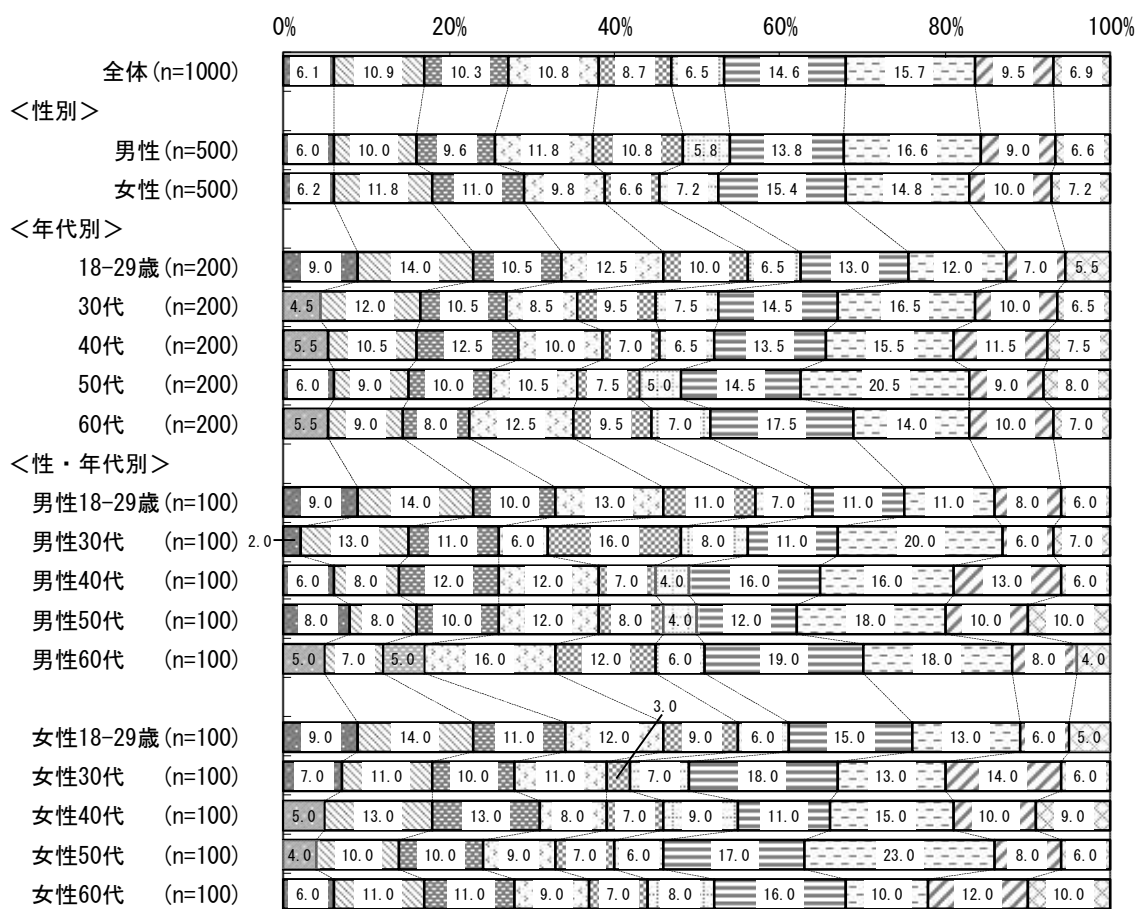 0% 20% 40% 60% 80% 100%
全体(n=1000) 6.1 10.9 10.3 10.8 8.7 6.5 14.6 15.7 9.5 6.9
＜性別＞
男性(n=500) 6.0 10.0 9.6 11.8 10.8 5.8 13.8 16.6 9.0 6.6
女性(n=500) 6.2 11.8 11.0 9.8 6.6 7.2 15.4 14.8 10.0 7.2
＜年代別＞
18-29歳(n=200) 9.0 14.0 10.5 12.5 10.0 6.5 13.0 12.0 7.0 5.5
30代 (n=200) 4.5 12.0 10.5 8.5 9.5 7.5 14.5 16.5 10.0 6.5
40代 (n=200) 5.5 10.5 12.5 10.0 7.0 6.5 13.5 15.5 11.5 7.5
50代 (n=200) 6.0 9.0 10.0 10.5 7.5 5.0 14.5 20.5 9.0 8.0
60代 (n=200) 5.5 9.0 8.0 12.5 9.5 7.0 17.5 14.0 10.0 7.0
＜性・年代別＞
男性18-29歳(n=100) 9.0 14.0 10.0 13.0 11.0 7.0 11.0 11.0 8.0 6.0
男性30代 (n=100) 2.0 13.0 11.0 6.0 16.0 8.0 11.0 20.0 6.0 7.0
男性40代 (n=100) 6.0 8.0 12.0 12.0 7.0 4.0 16.0 16.0 13.0 6.0
男性50代 (n=100) 8.0 8.0 10.0 12.0 8.0 4.0 12.0 18.0 10.0 10.0
男性60代 (n=100) 5.0 7.0 5.0 16.0 12.0 6.0 19.0 18.0 8.0 4.0
3.0
女性18-29歳(n=100) 9.0 14.0 11.0 12.0 9.0 6.0 15.0 13.0 6.0 5.0
女性30代 (n=100) 7.0 11.0 10.0 11.0 7.0 18.0 13.0 14.0 6.0
女性40代 (n=100) 5.0 13.0 13.0 8.0 7.0 9.0 11.0 15.0 10.0 9.0
女性50代 (n=100) 4.0 10.0 10.0 9.0 7.0 6.0 17.0 23.0 8.0 6.0
女性60代 (n=100) 6.0 11.0 11.0 9.0 7.0 8.0 16.0 10.0 12.0 10.0